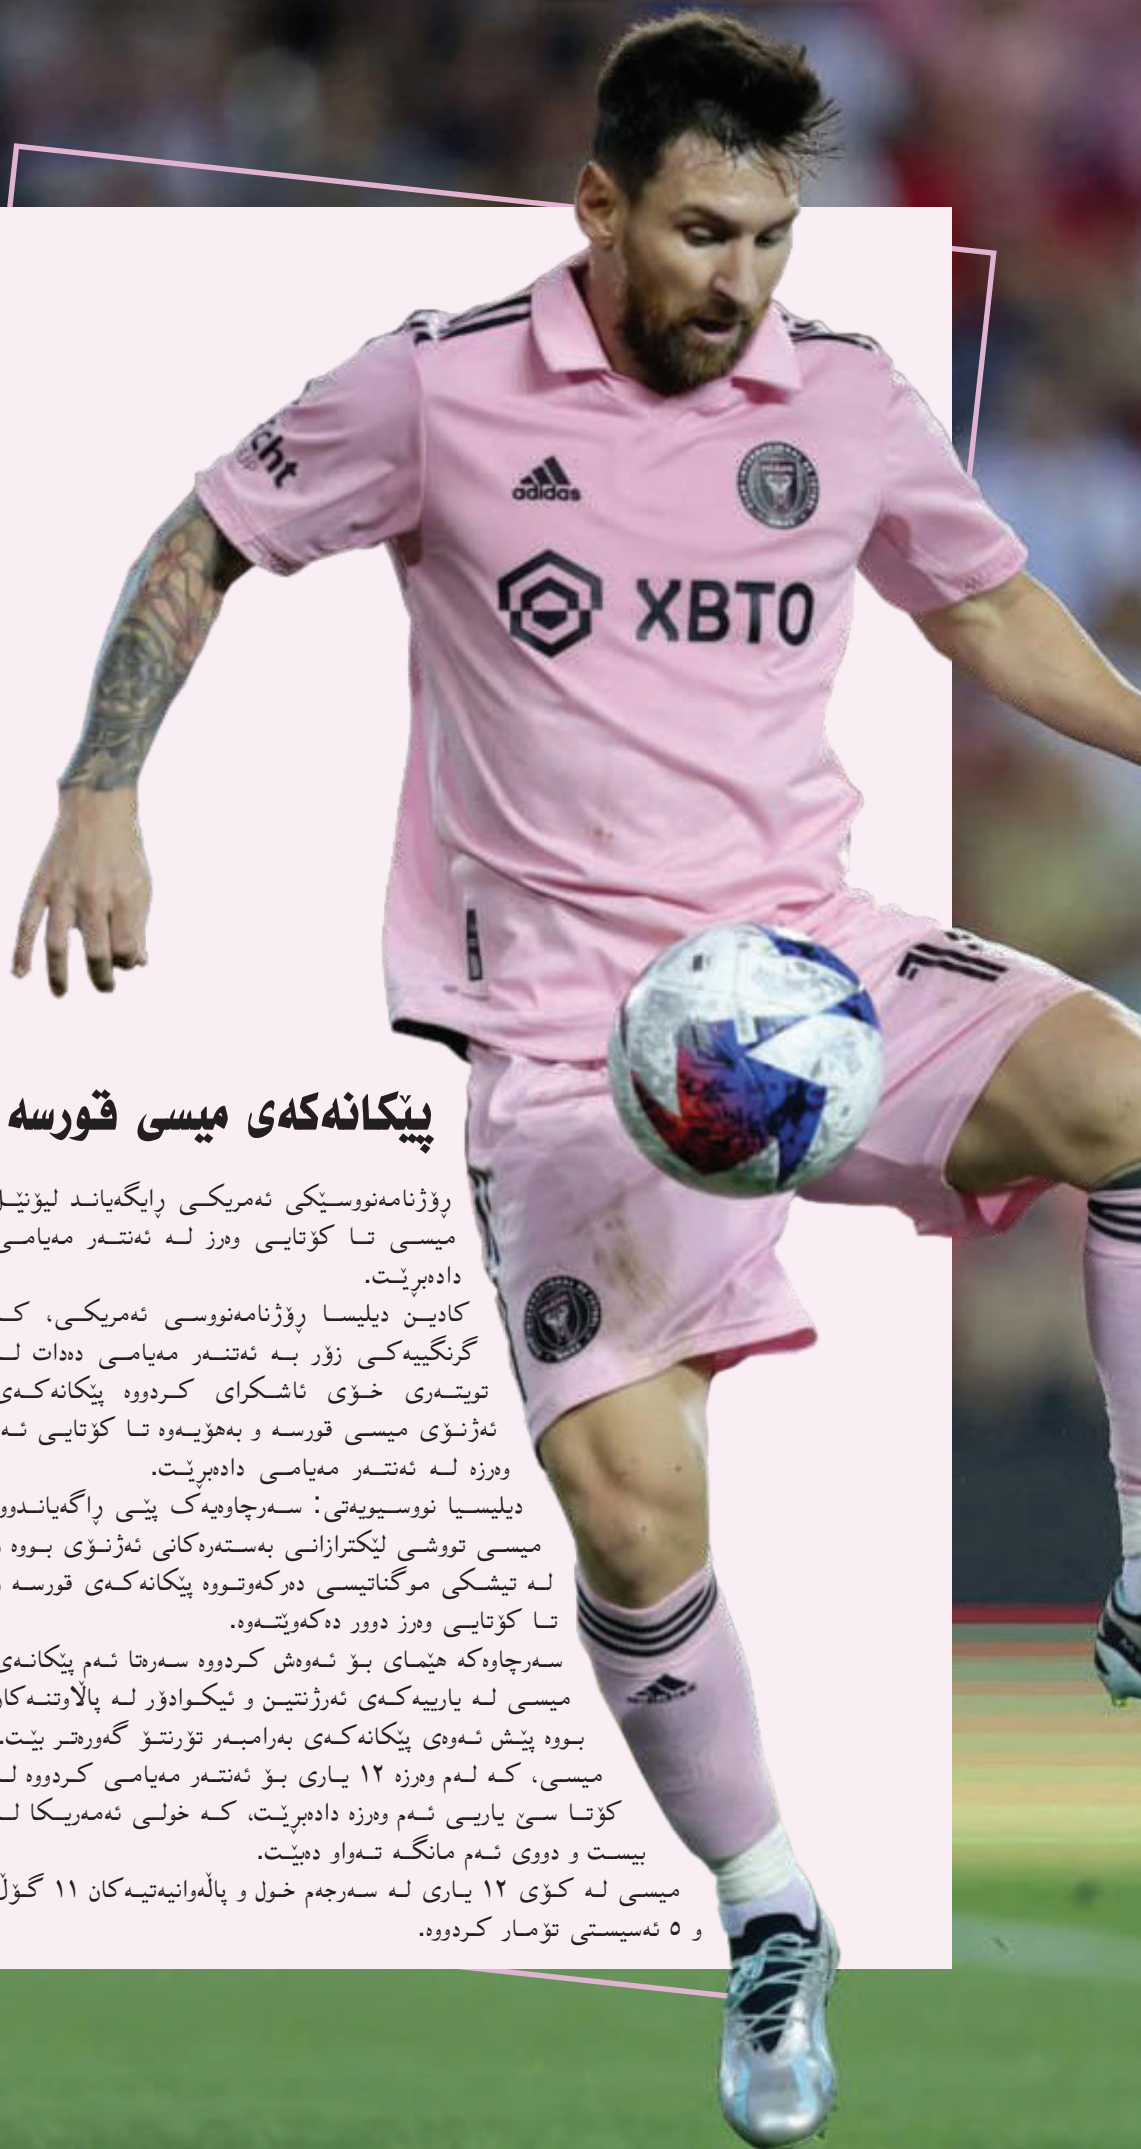 cht
adidas
XBTO
پێکانەکەی میسی قورسە
ڕۆژنامەنووسێکی ئەمریکی ڕایگەیاند لیۆنێل
میسی تا کۆتایی وەرز لە ئەنتەر مەیامی
دادەبڕێت.
کادین دیلیسا ڕۆژنامەنووسی ئەمریکی،
گرنگییەکی زۆر بە ئەنتەر مەیامی دەدات
تویتەری خۆی ئاشکرای کردووە پێکانەکەی
ئەژنۆی میسی قورسە و بەهۆیەوە تا کۆتایی
وەرزە لە ئەنتەر مەیامی دادەبڕێت.
دیلیسیا نووسیویەتی: سەرچاوەیەک پێی ڕاگەیاندوو
میسی تووشی لێکترازانی بەستەرەکانی ئەژنۆی بووە و
لە تیشکی موگناتیسی دەرکەوتووە پێکانەکەی قورسە و
تا کۆتایی وەرز دوور دەکەوێتەوە.
سەرچاوەکە هێمای بۆ ئەوەش کردووە سەرەتا ئەم پێکانەی
میسی لە یارییەکەی ئەرژنتین و ئیکوادۆر لە پاڵاوتنەکان
بووە پێش ئەوەی پێکانەکەی بەرامبەر تۆرنتۆ گەورەتر بێت.
میسی، کە لەم وەرزە ١٢ یاری بۆ ئەنتەر مەیامی کردووە
کۆتا سێ یاریی ئەم وەرزە دادەبڕێت، کە خولی ئەمەریکا
بیست و دووی ئەم مانگە تەواو دەبێت.
میسی لە کۆی ١٢ یاری لە سەرجەم خول و پاڵەوانیەتیەکان ١١ گۆڵ
و ٥ ئەسیستی تۆمار کردووە.